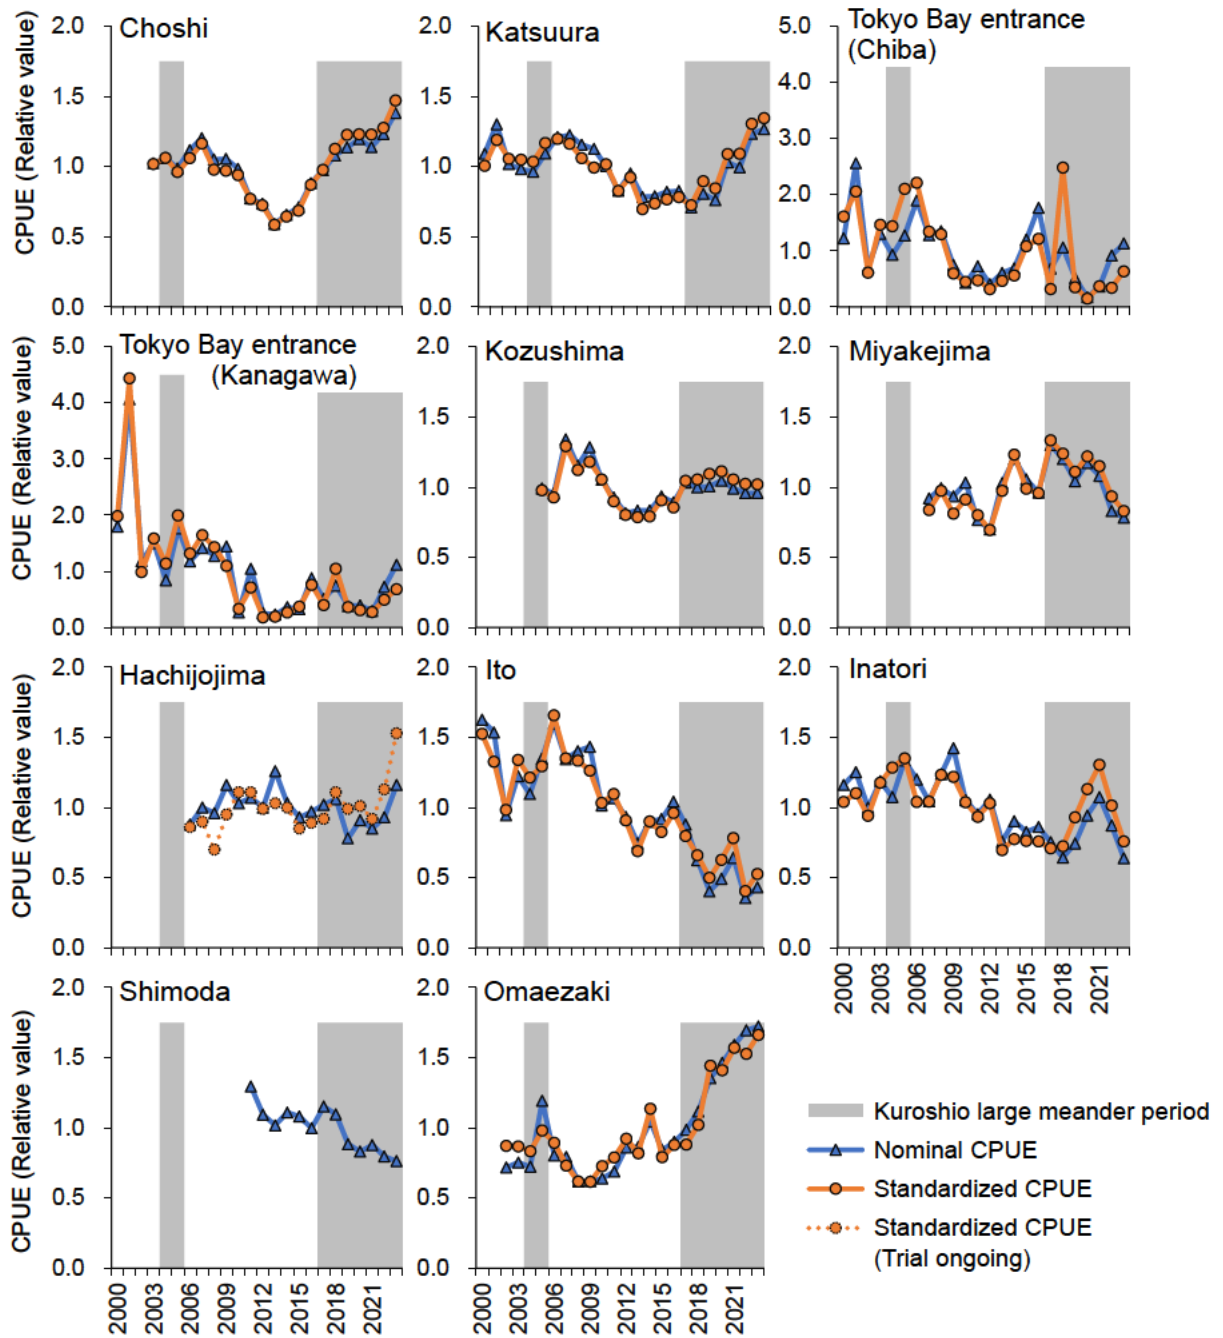 Choshi
Katsuura
Tokyo Bay entrance
(Chiba)
CPUE (Relative value)
2.0
1.5
1.0
0.5
0.0
2.0
1.5
1.0
0.5
0.0
5.0
4.0
3.0
2.0
1.0
0.0
Tokyo Bay entrance
(Kanagawa)
Kozushima
Miyakejima
CPUE (Relative value)
5.0
4.0
3.0
2.0
1.0
0.0
2.0
1.5
1.0
0.5
0.0
2.0
1.5
1.0
0.5
0.0
Hachijojima
Ito
Inatori
CPUE (Relative value)
2.0
1.5
1.0
0.5
0.0
2.0
1.5
1.0
0.5
0.0
2.0
1.5
1.0
0.5
0.0
2000 2003 2006 2009 2012 2015 2018 2021
Shimoda
Omaezaki
CPUE (Relative value)
2.0
1.5
1.0
0.5
0.0
2.0
1.5
1.0
0.5
0.0
2000 2003 2006 2009 2012 2015 2018 2021
2000 2003 2006 2009 2012 2015 2018 2021
Kuroshio large meander period
Nominal CPUE
Standardized CPUE
Standardized CPUE
(Trial ongoing)